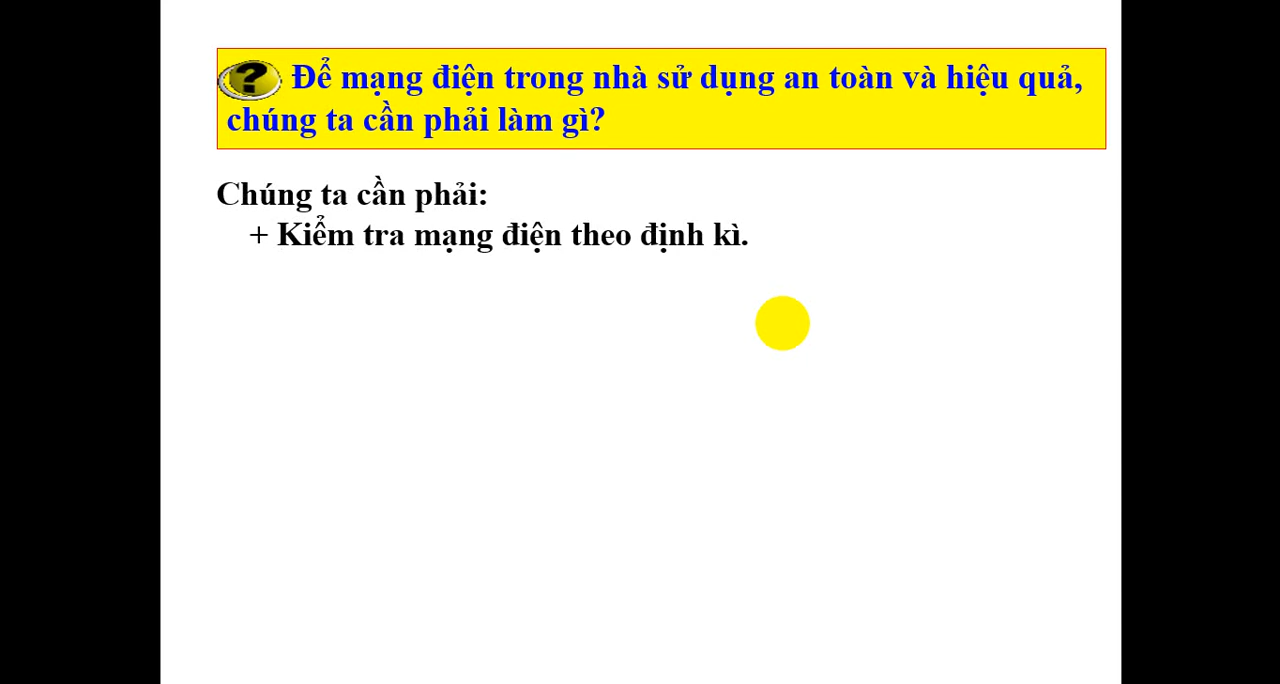 ? Để mạng điện trong nhà sử dụng an toàn và hiệu quả,
chúng ta cần phải làm gì?
Chúng ta cần phải:
+ Kiểm tra mạng điện theo định kì.